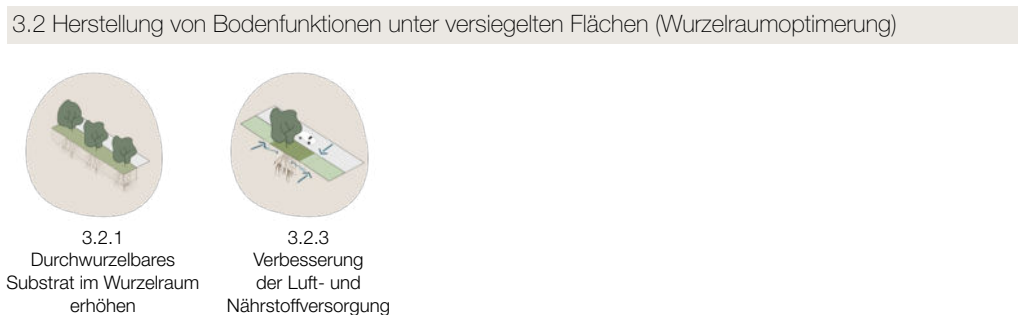 3.2 Herstellung von Bodenfunktionen unter versiegelten Flächen (Wurzelraumoptimerung)
3.2.1
Durchwurzelbares
Substrat im Wurzelraum
erhöhen
3.2.3
Verbesserung
der Luft- und
Nährstoffversorgung